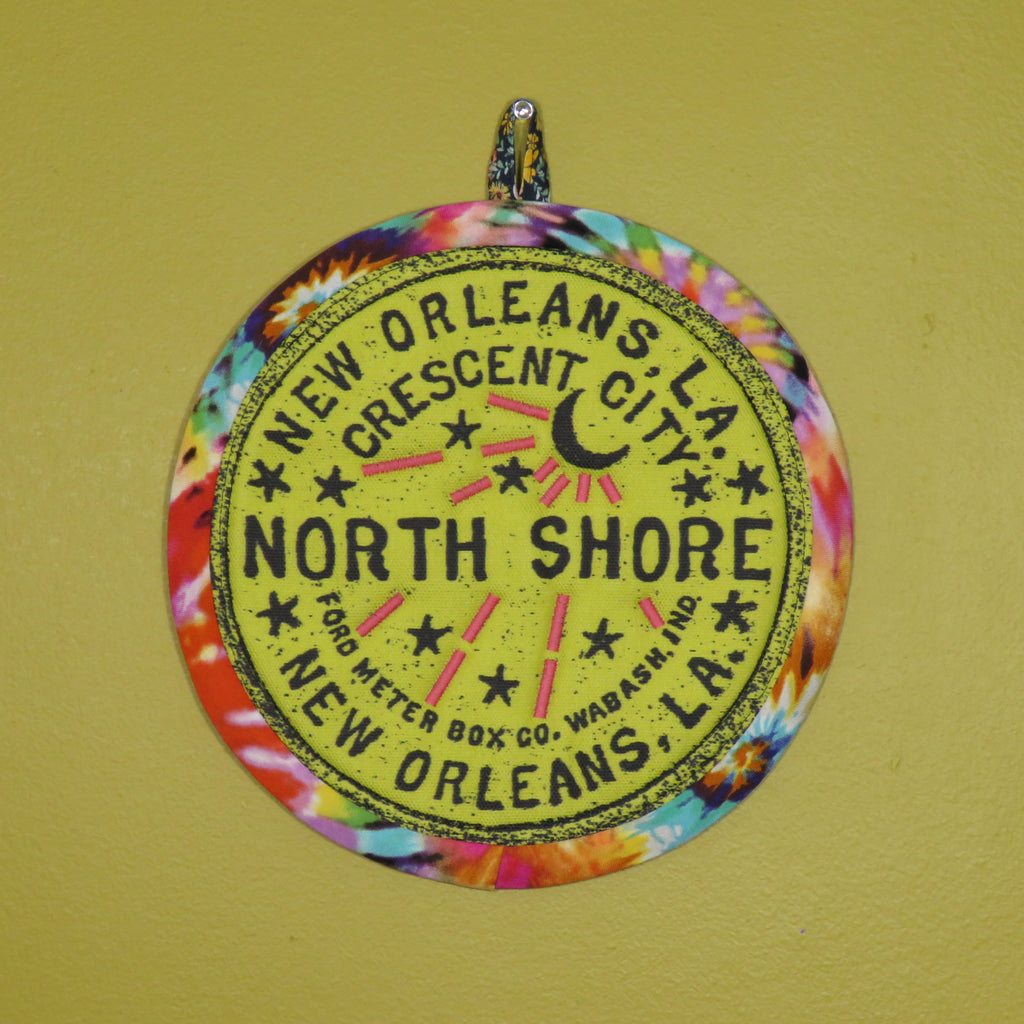 NEW ORLEANS, LA.
CRESCENT CITY
NORTH SHORE
FORD METER BOX CO. WABASH, IND.
NEW ORLEANS, LA.